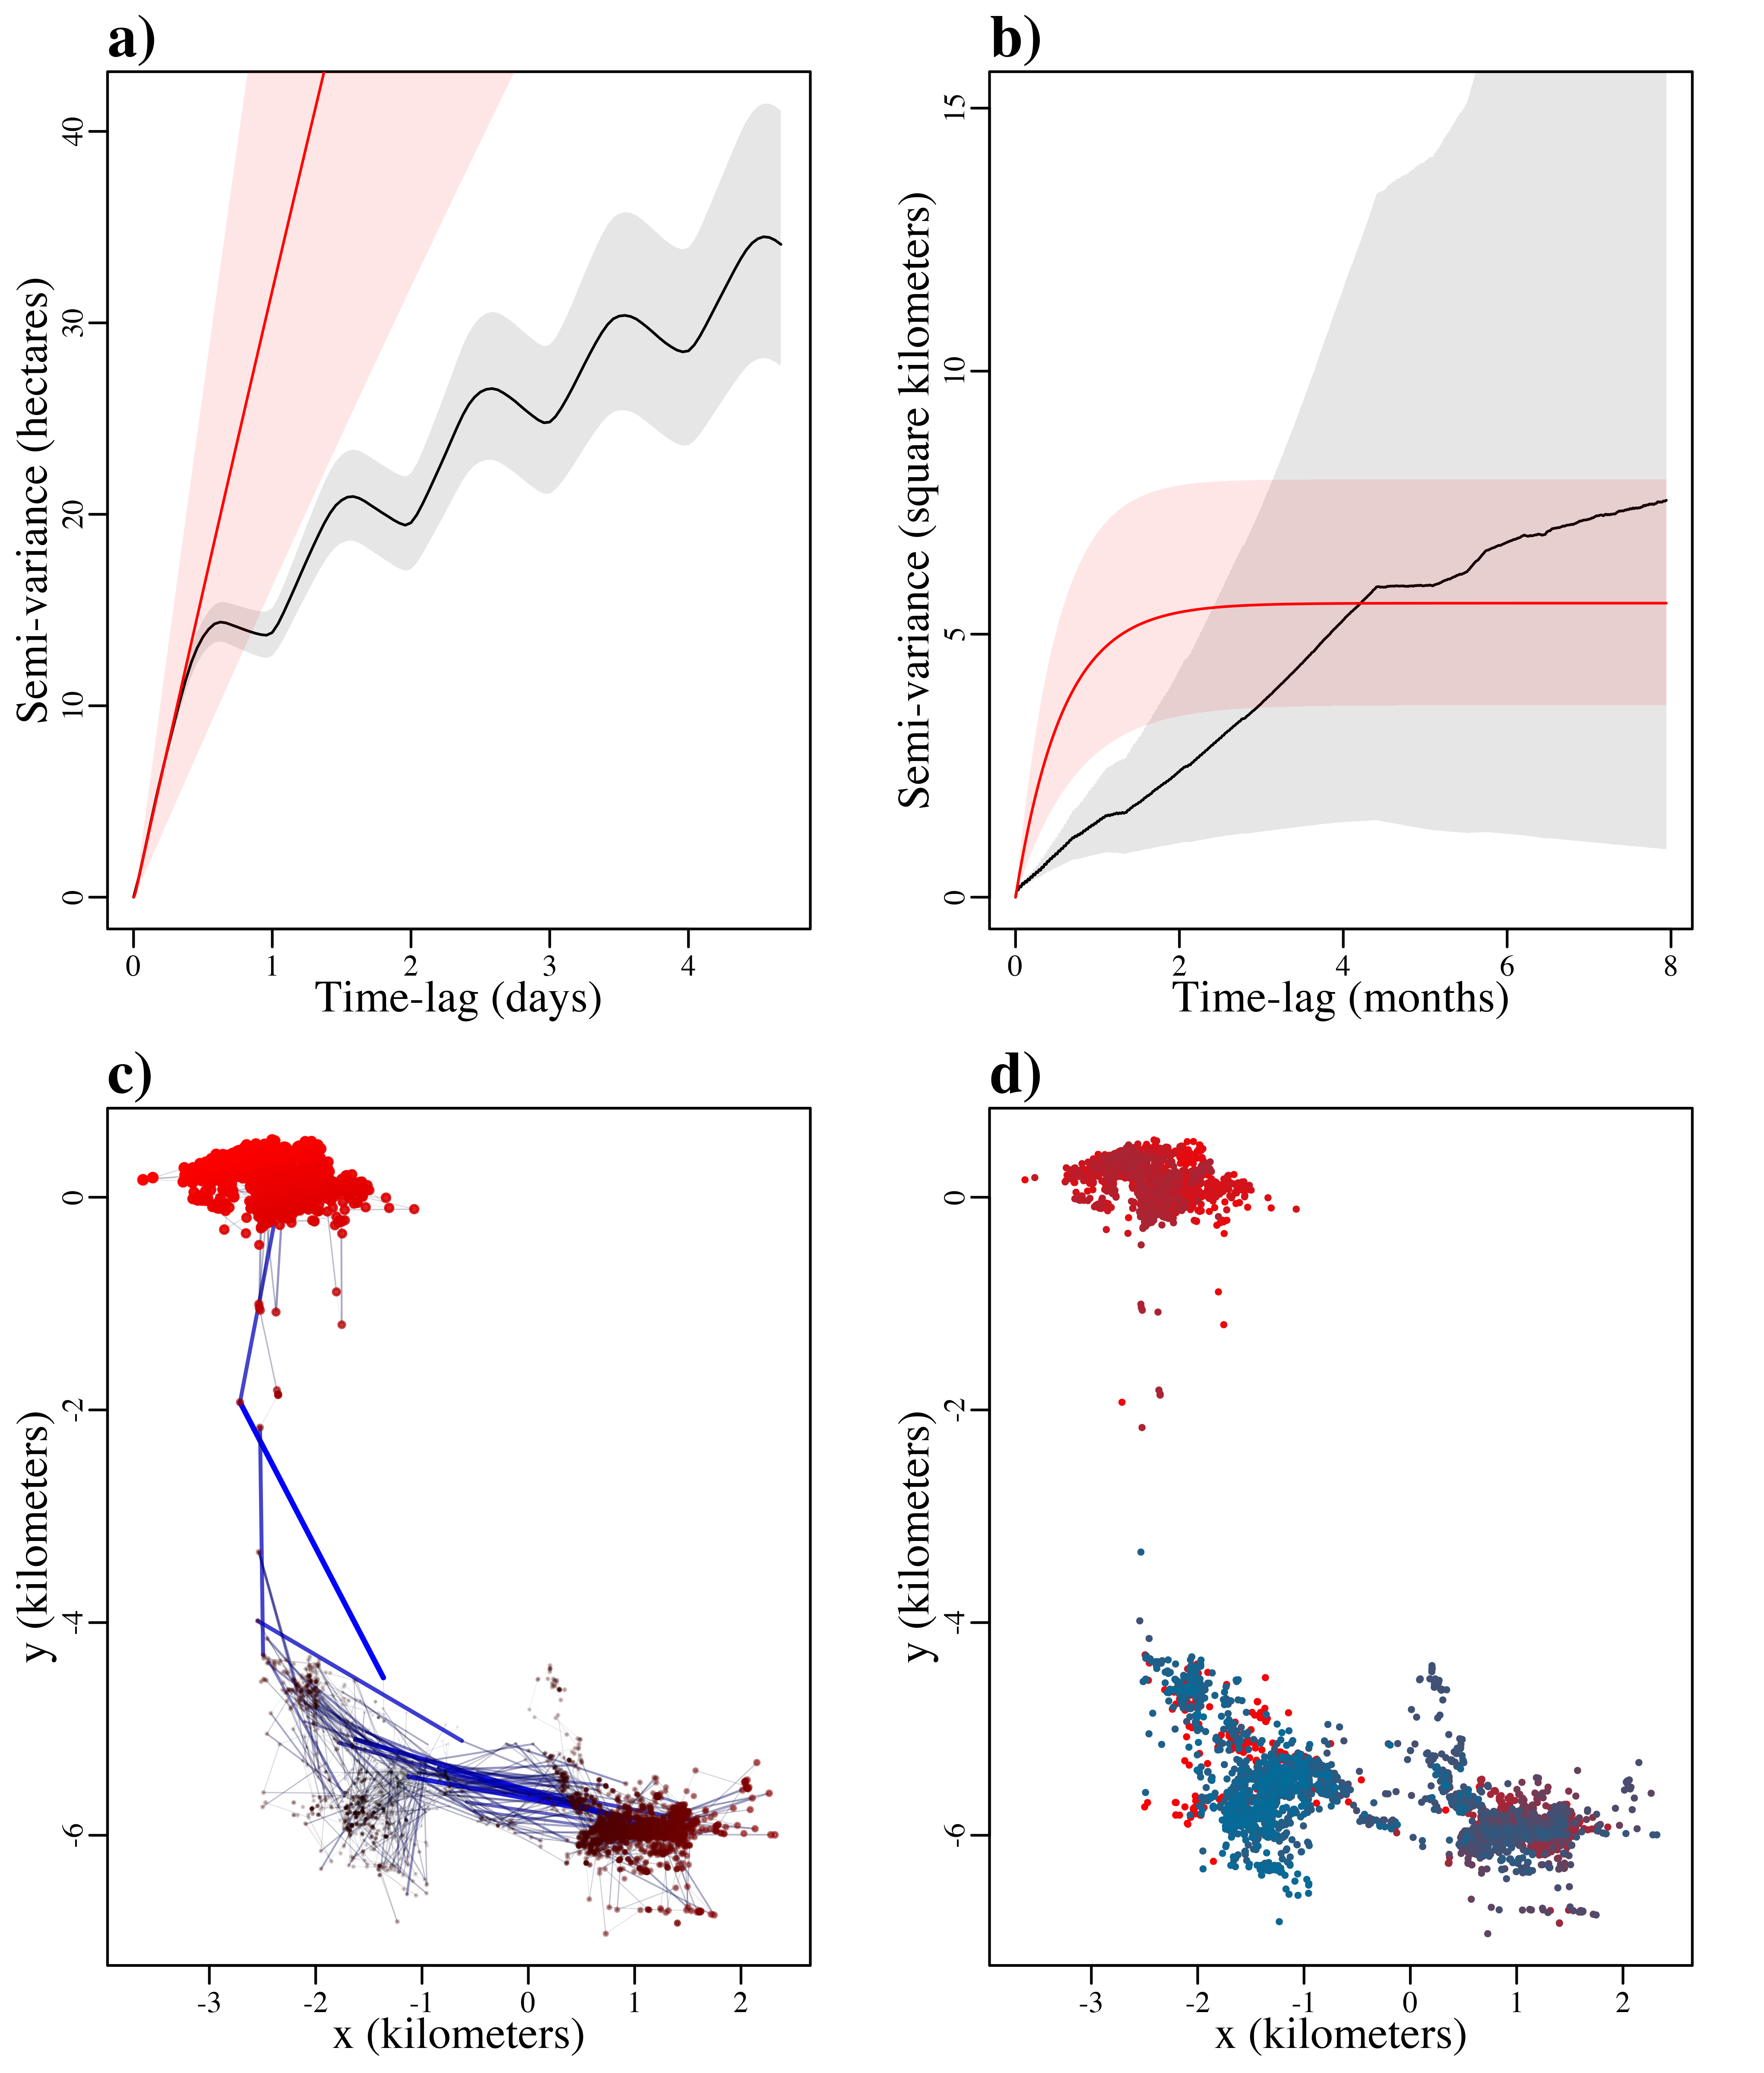 a)
Semi-variance (hectares)
40
30
20
10
0
0 1 2 3 4
Time-lag (days)
b)
Semi-variance (square kilometers)
15
10
5
0
0 2 4 6 8
Time-lag (months)
c)
y (kilometers)
0
-2
-4
-6
-3 -2 -1 0 1 2
x (kilometers)
d)
y (kilometers)
0
-2
-4
-6
-3 -2 -1 0 1 2
x (kilometers)